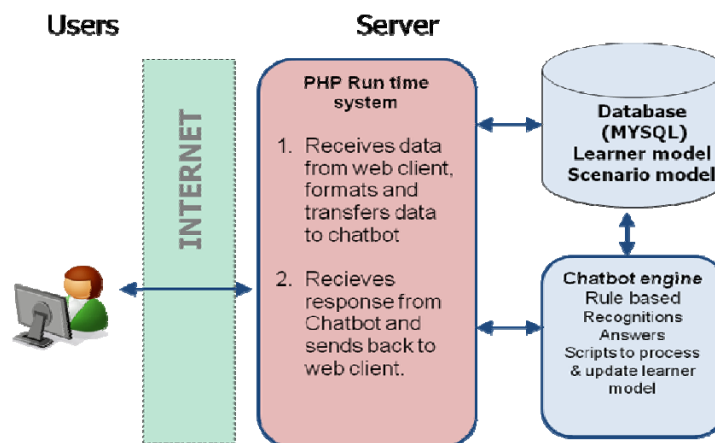 Users
Server
INTERNET
PHP Run time
system
1. Receives data
from web client,
formats and
transfers data
to chatbot
2. Recieves
response from
Chatbot and
sends back to
web client.
Database
(MYSQL)
Learner model
Scenario model
Chatbot engine
Rule based
Recognitions
Answers
Scripts to process
& update learner
model